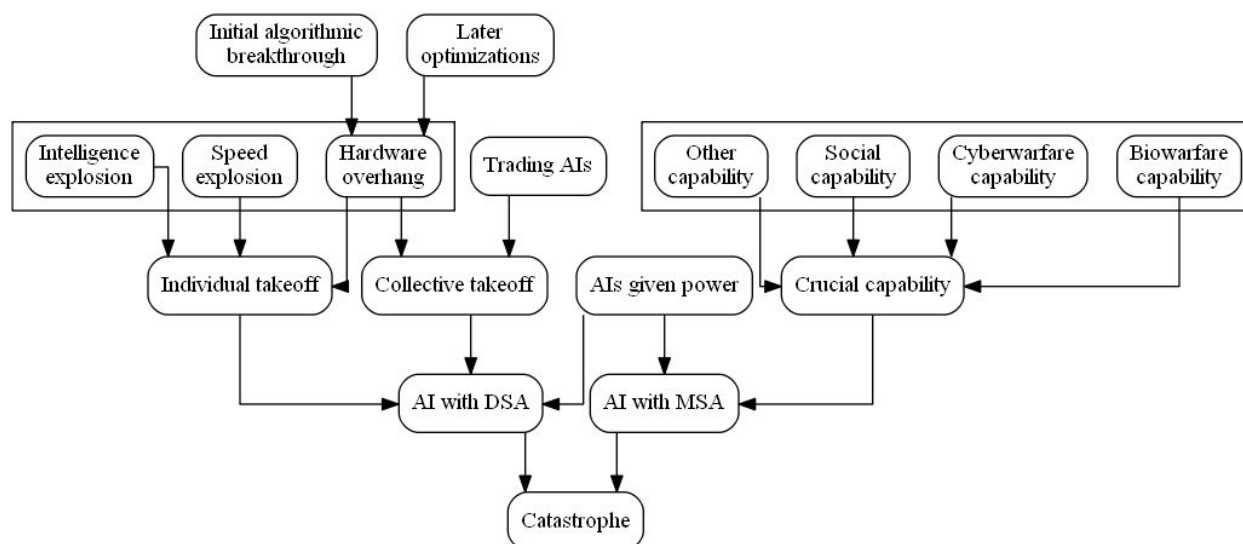 Initial algorithmic
breakthrough
Later
optimizations
Intelligence
explosion
Speed
explosion
Hardware
overhang
Trading AIs
Other
capability
Social
capability
Cyberwarfare
capability
Biowarfare
capability
Individual takeoff
Collective takeoff
AIs given power
Crucial capability
AI with DSA
AI with MSA
Catastrophe